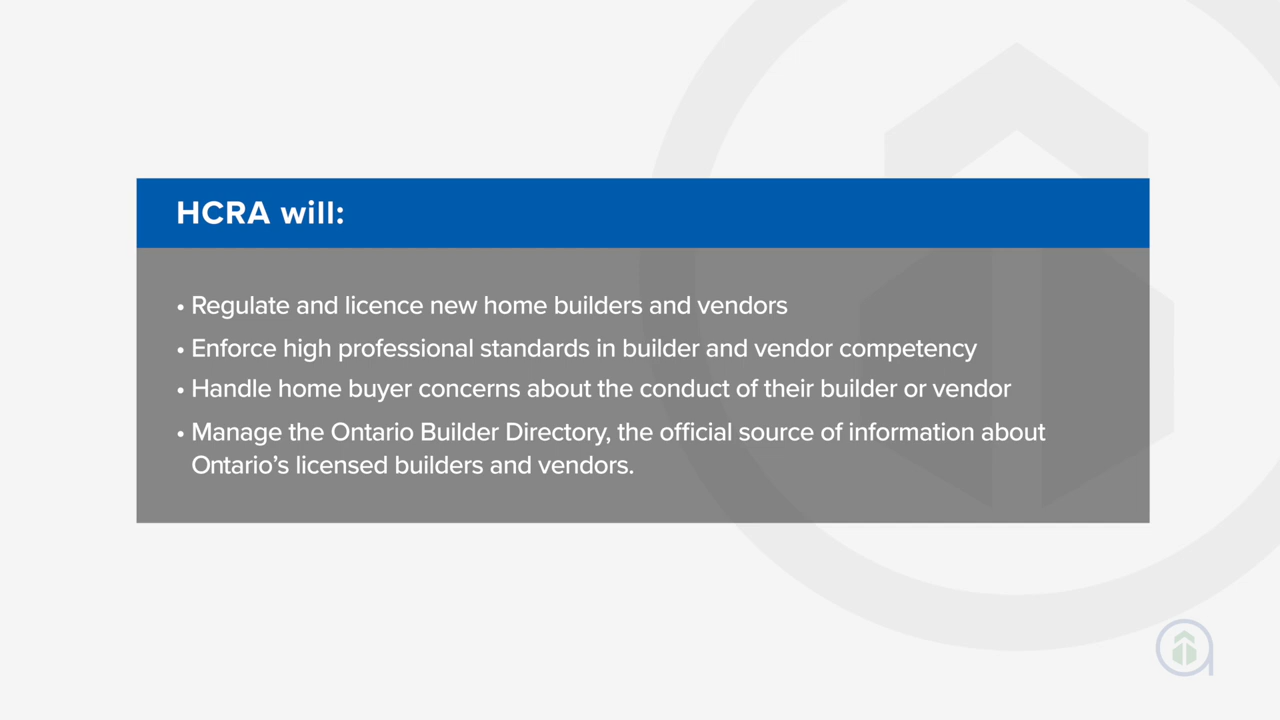 HCRA will:
• Regulate and licence new home builders and vendors
• Enforce high professional standards in builder and vendor competency
• Handle home buyer concerns about the conduct of their builder or vendor
• Manage the Ontario Builder Directory, the official source of information about
Ontario’s licensed builders and vendors.